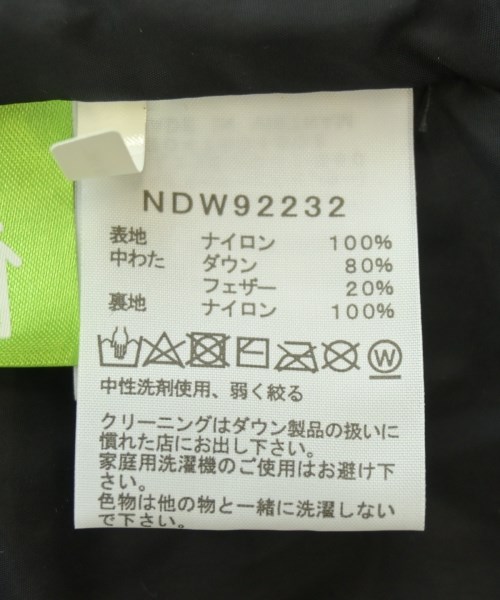 NDW92232
表地 ナイロン 100%
中わた ダウン 80%
フェザー 20%
裏地 ナイロン 100%
W
中性洗剤使用、弱く絞る
クリーニングはダウン製品の扱いに
慣れた店にお出し下さい。
家庭用洗濯機のご使用はお避け下
さい。
色物は他の物と一緒に洗濯しない
で下さい。